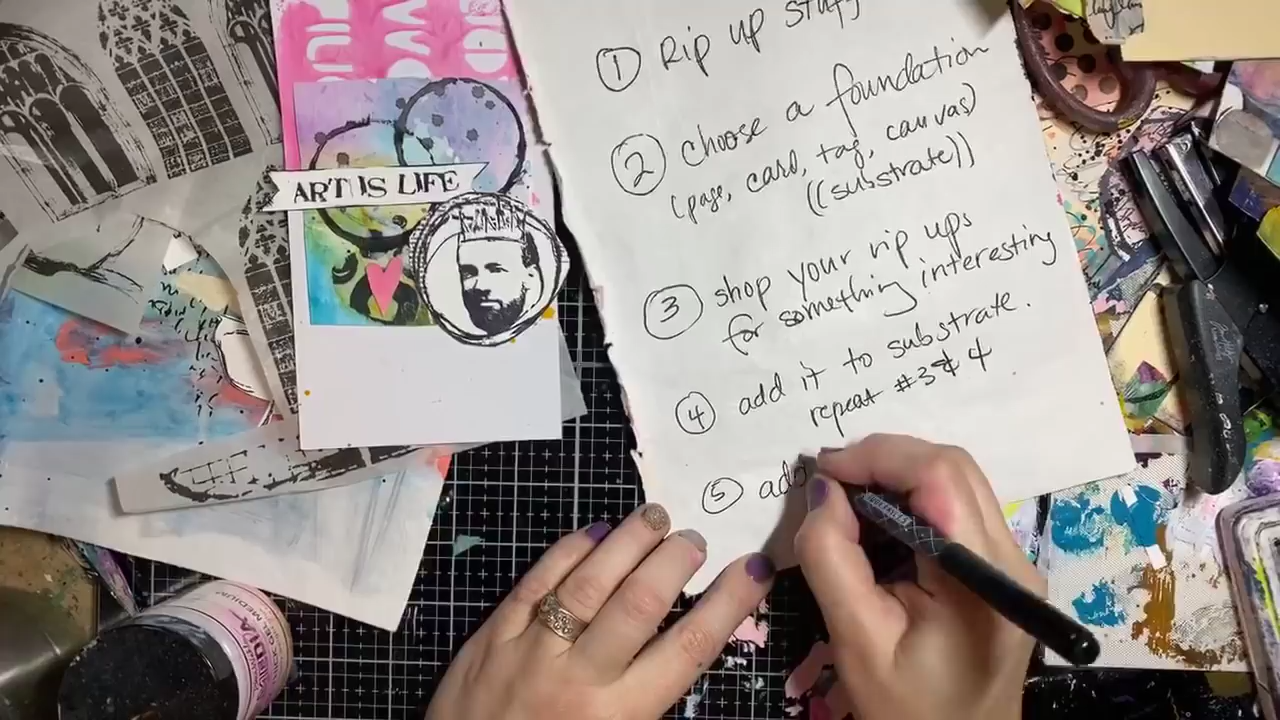 ① Rip up stuff
② choose a foundation
(page, card, tag, canvas)
((substrate))
③ shop your rip ups
for something interesting
④ add it to substrate.
repeat #3 & 4
⑤ add
ART IS LIFE
MEDIA